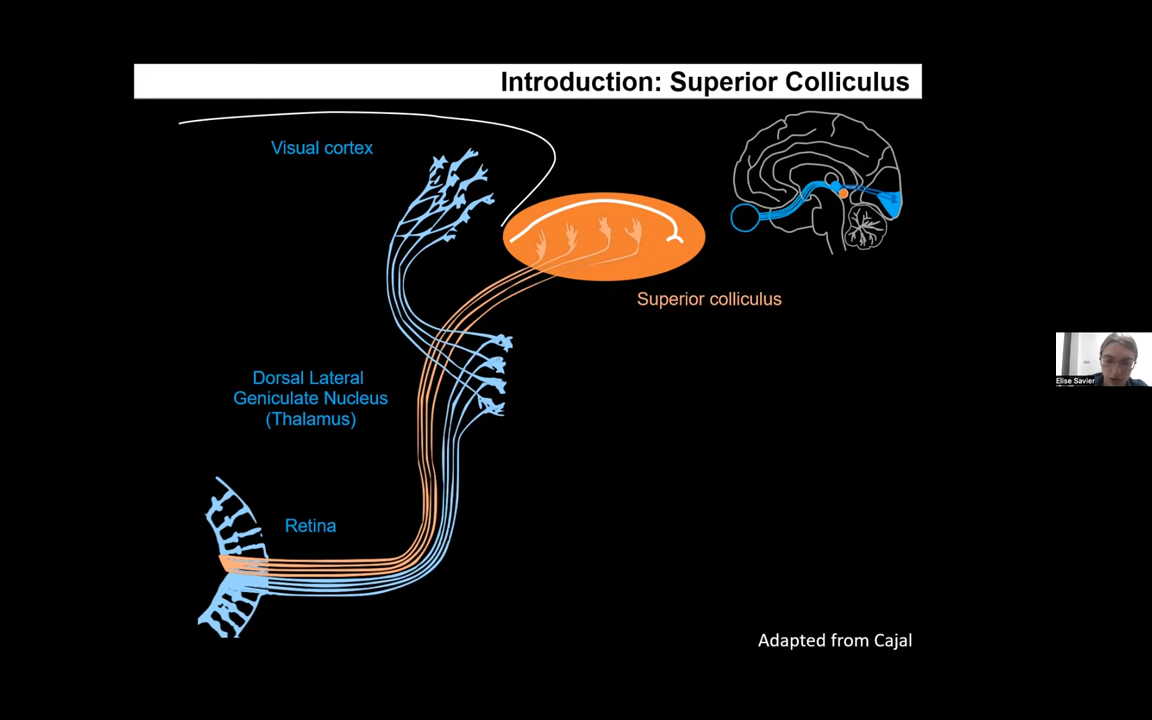 Introduction: Superior Colliculus
Visual cortex
Superior colliculus
Dorsal Lateral
Geniculate Nucleus
(Thalamus)
Elise Savier
Retina
Adapted from Cajal